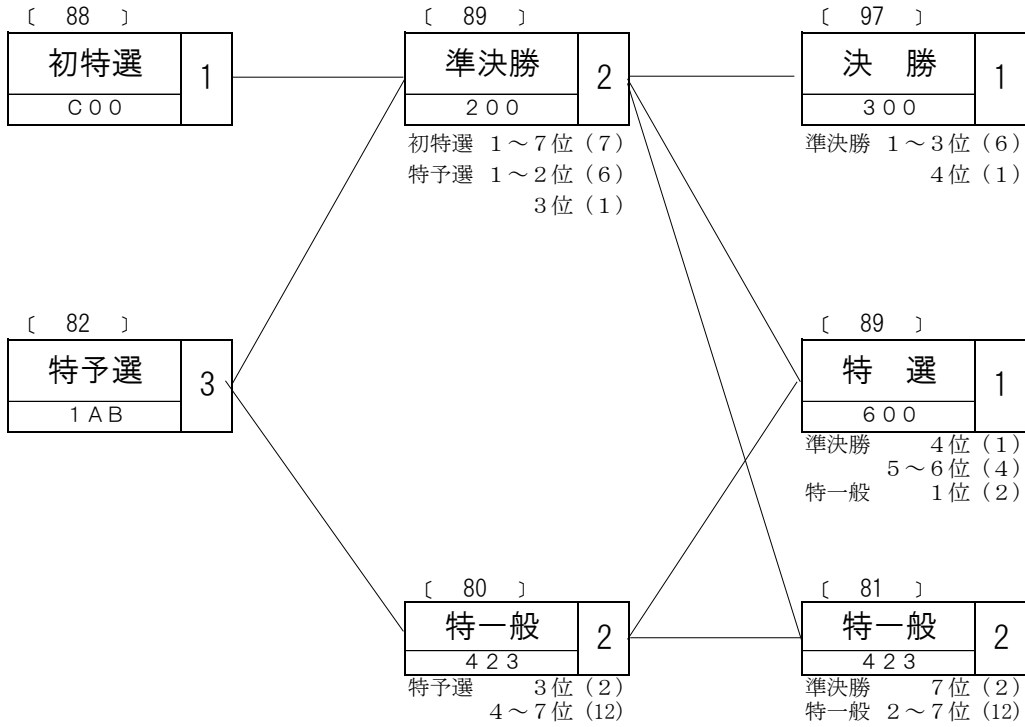 〔 88 〕
初特選 1
C00
〔 89 〕
準決勝 2
200
初特選 1～7位（7）
特予選 1～2位（6）
3位（1）
〔 97 〕
決 勝 1
300
準決勝 1～3位（6）
4位（1）
〔 82 〕
特予選 3
1AB
〔 89 〕
特 選 1
600
準決勝 4位（1）
5～6位（4）
特一般 1位（2）
〔 80 〕
特一般 2
423
特予選 3位（2）
4～7位（12）
〔 81 〕
特一般 2
423
準決勝 7位（2）
特一般 2～7位（12）